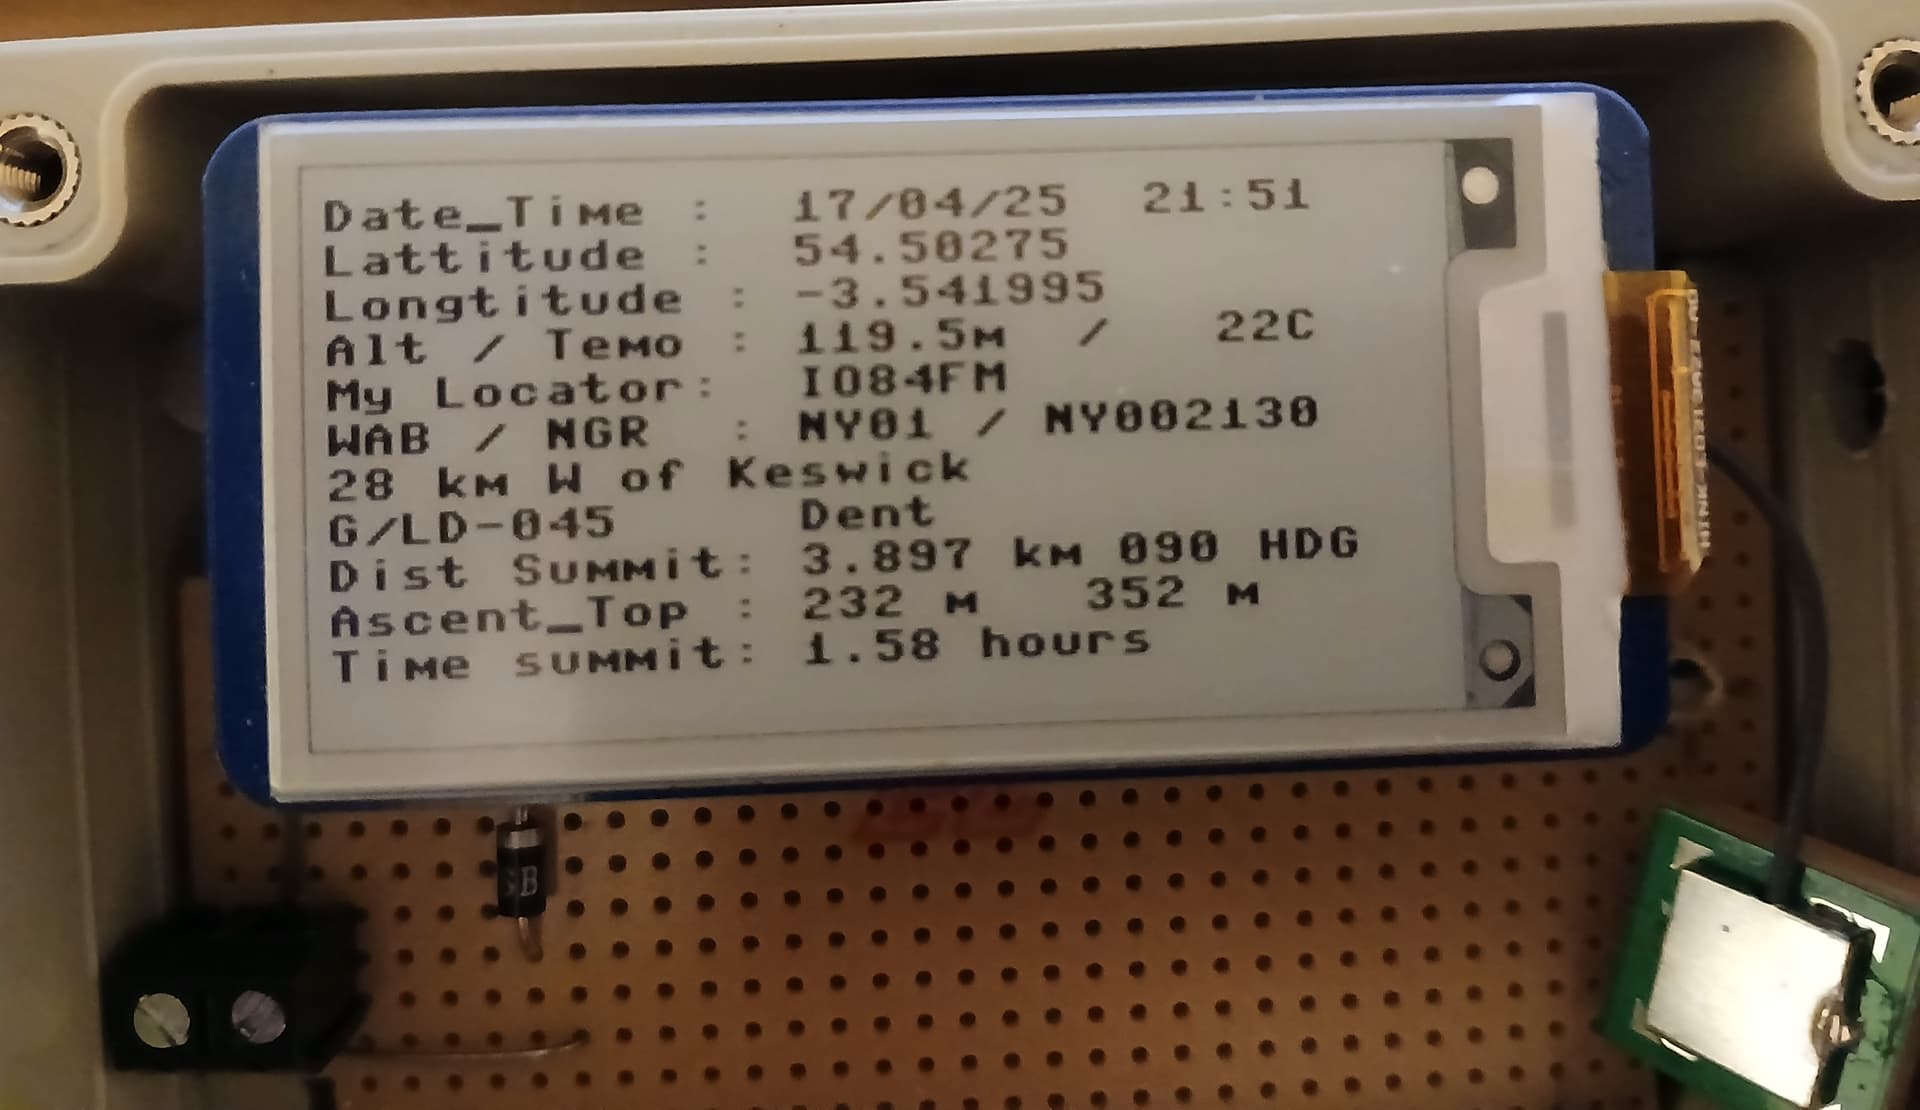 Date_Time : 17/04/25 21:51
Lattitude : 54.50275
Longtitude : -3.541995
Alt / Temo : 119.5m / 22C
My Locator: IO84FM
WAB / NGR : NY01 / NY002130
28 km W of Keswick
G/LD-045 Dent
Dist Summit: 3.897 km 090 HDG
Ascent_Top : 232 m 352 m
Time summit: 1.58 hours
B